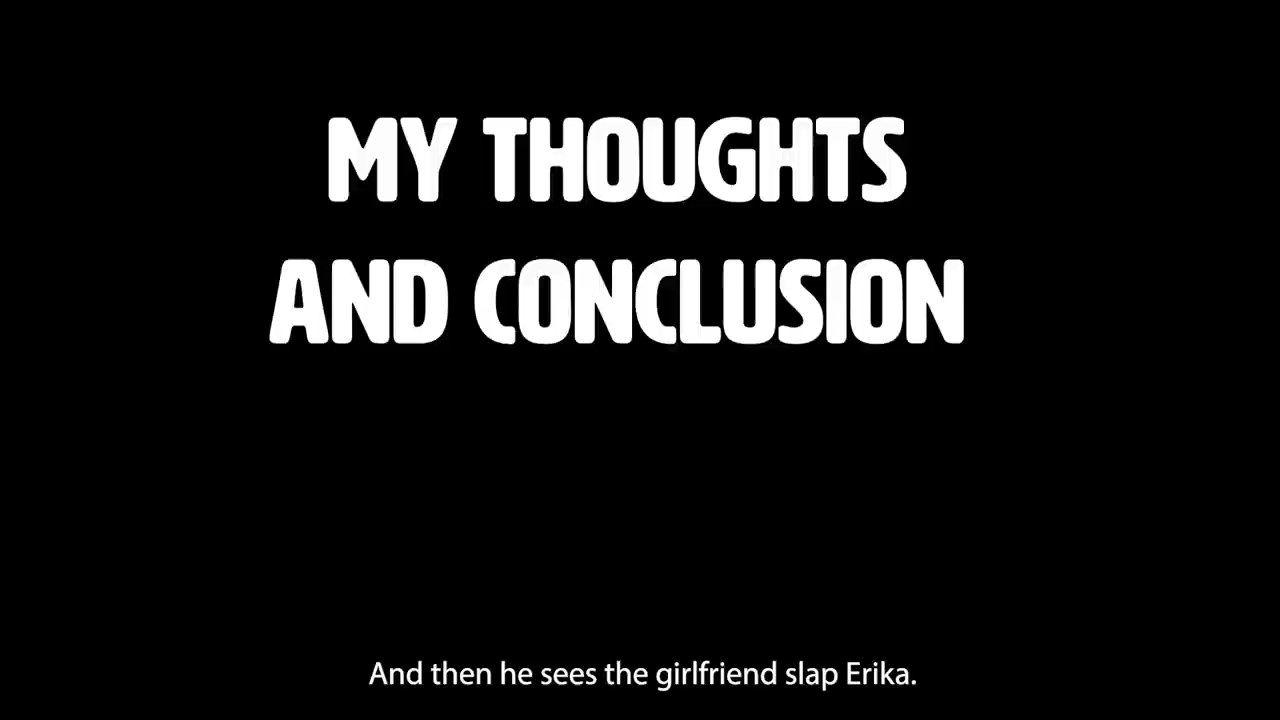 MY THOUGHTS
AND CONCLUSION
And then he sees the girlfriend slap Erika.